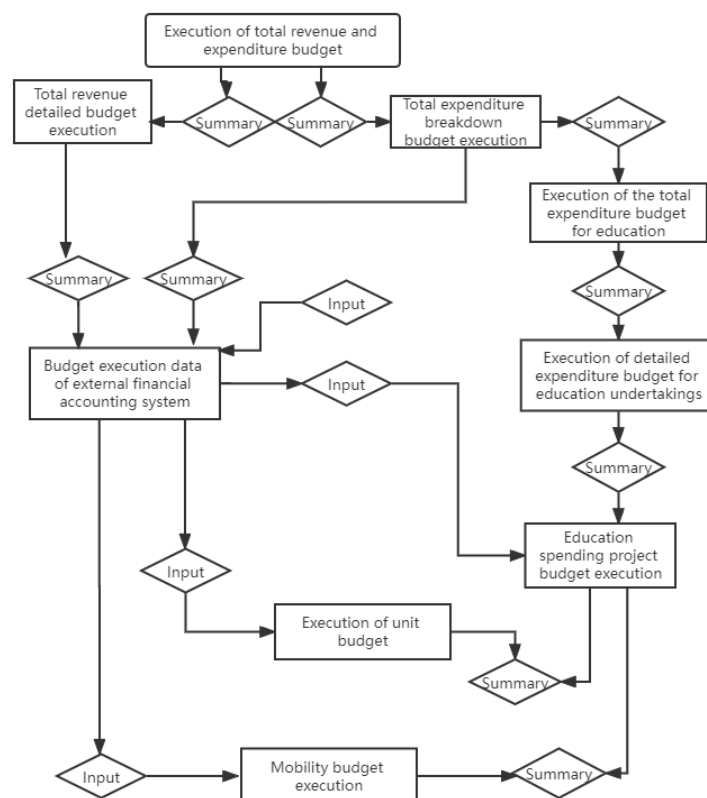 Execution of total revenue and
expenditure budget
Total revenue
detailed budget
execution
Summary
Summary
Total expenditure
breakdown
budget execution
Summary
Execution of the total
expenditure budget
for education
Summary
Summary
Input
Summary
Budget execution data
of external financial
accounting system
Input
Execution of detailed
expenditure budget for
education undertakings
Summary
Education
spending project
budget execution
Input
Execution of unit
budget
Summary
Input
Mobility budget
execution
Summary